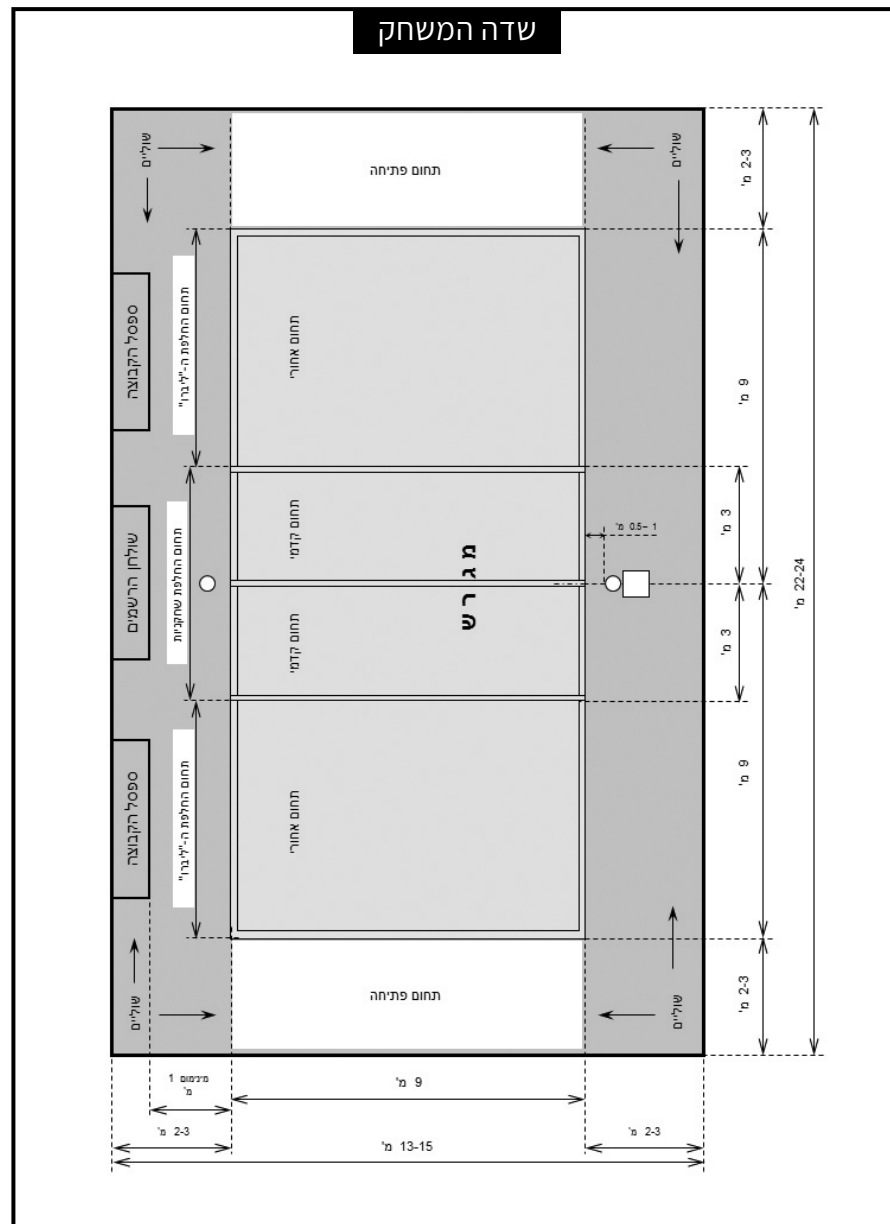 שדה המשחק
שוליים
תחום פתיחה
שוליים
2-3 מ'
ספסל הקבוצה
תחום החלפת ה-"ליברו"
תחום אחורי
9 מ'
שולחן הרשמים
תחום החלפת שחקניות
תחום קדמי
מגרש
1 –0.5 מ'
3 מ'
22-24 מ'
תחום קדמי
3 מ'
ספסל הקבוצה
תחום החלפת ה-"ליברו"
תחום אחורי
9 מ'
שוליים
תחום פתיחה
שוליים
2-3 מ'
מינימום 1
מ'
9 מ'
2-3 מ'
2-3 מ'
13-15 מ'